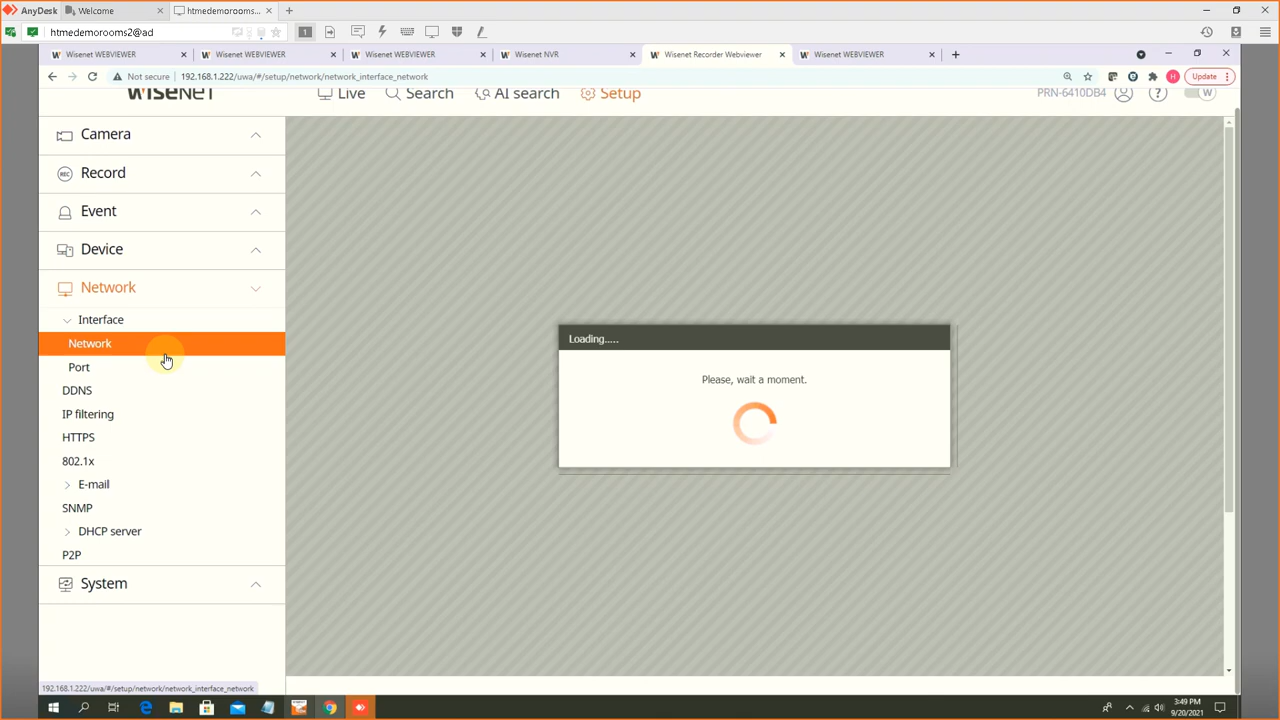 AnyDesk
Welcome
htmedemorooms...
htmedemorooms2@ad
1
Wisenet WEBVIEWER
Wisenet WEBVIEWER
Wisenet WEBVIEWER
Wisenet NVR
Wisenet Recorder Webviewer
Wisenet WEBVIEWER
Not secure
192.168.1.222/uwa/#/setup/network/network_interface_network
H
Update
WISENET
Live
Search
AI search
Setup
PRN-6410DB4
?
W
Camera
REC
Record
Event
Device
Network
Interface
Network
Port
DDNS
IP filtering
HTTPS
802.1x
E-mail
SNMP
DHCP server
P2P
System
Loading.....
Please, wait a moment.
192.168.1.222/uwa/#/setup/network/network_interface_network
3:49 PM
9/20/2021